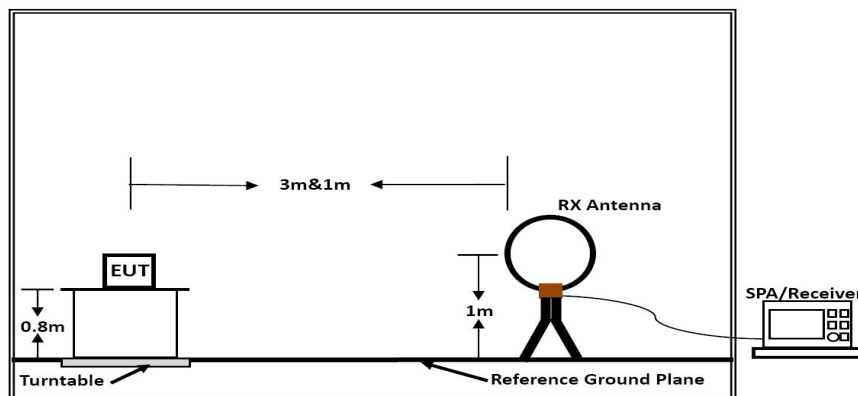 3m&1m
RX Antenna
EUT
SPA/Receiver
0.8m
1m
Turntable
Reference Ground Plane